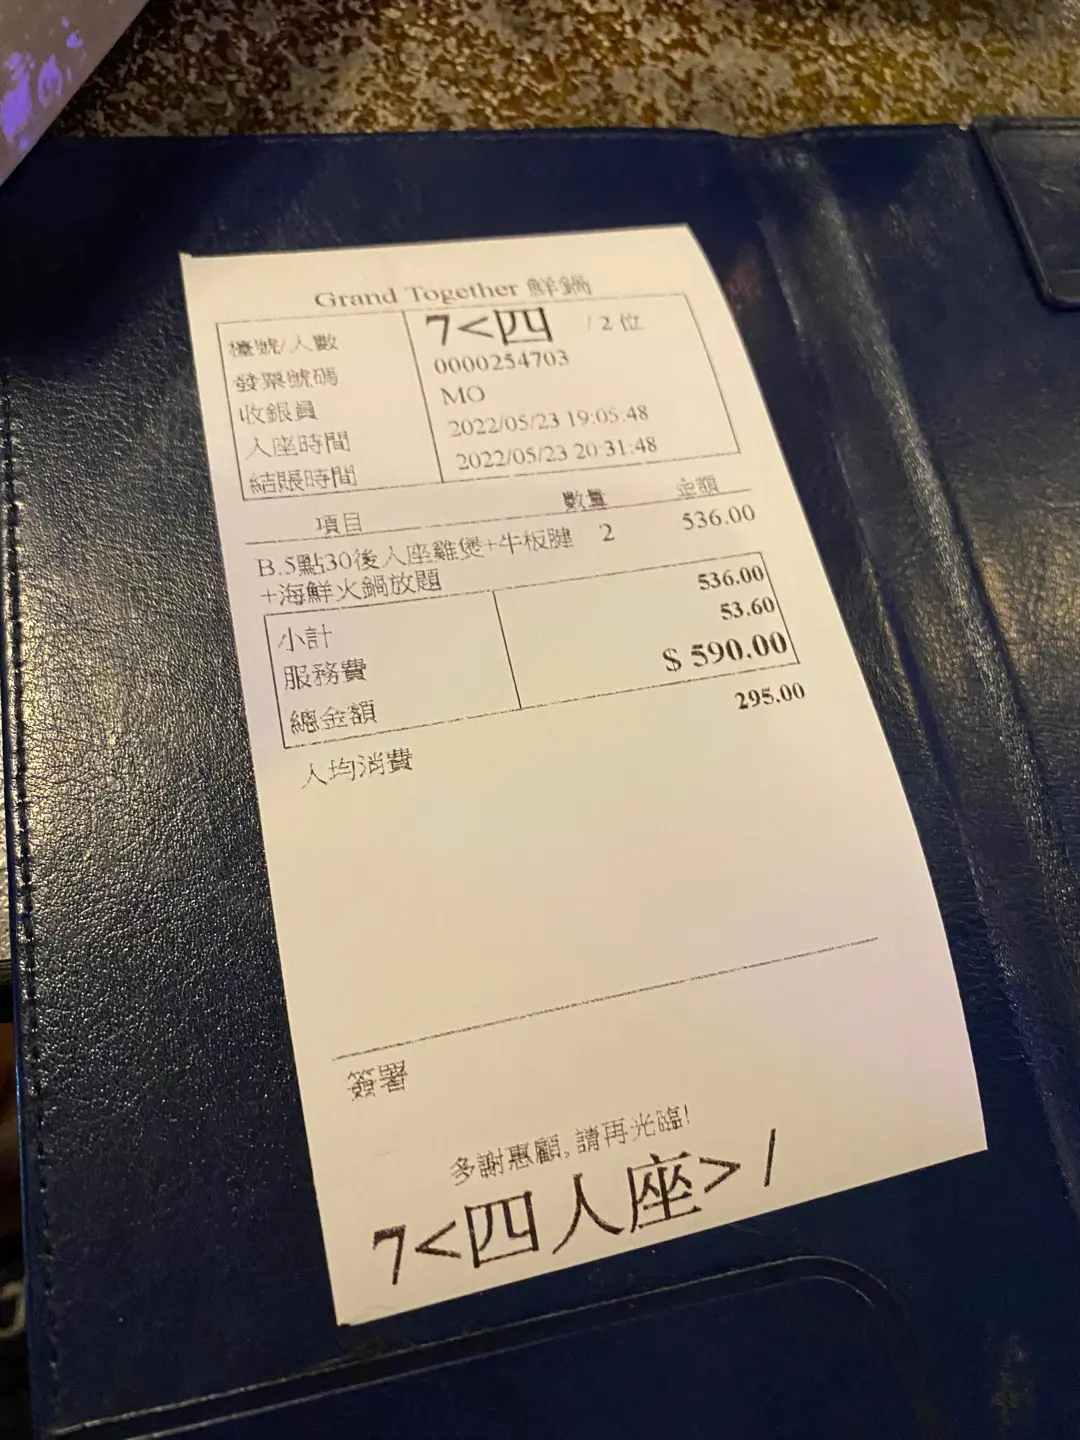 Grand Together 鮮鍋
檯號/人數 7<四 / 2 位
發票號碼 0000254703
收銀員 MO
入座時間 2022/05/23 19:05:48
結賬時間 2022/05/23 20:31:48
項目 數量 金額
B.5點30後入座雞煲+牛板腱 2 536.00
+海鮮火鍋放題
小計 536.00
服務費 53.60
總金額 $ 590.00
人均消費 295.00
簽署
多謝惠顧,請再光臨!
7<四人座> /